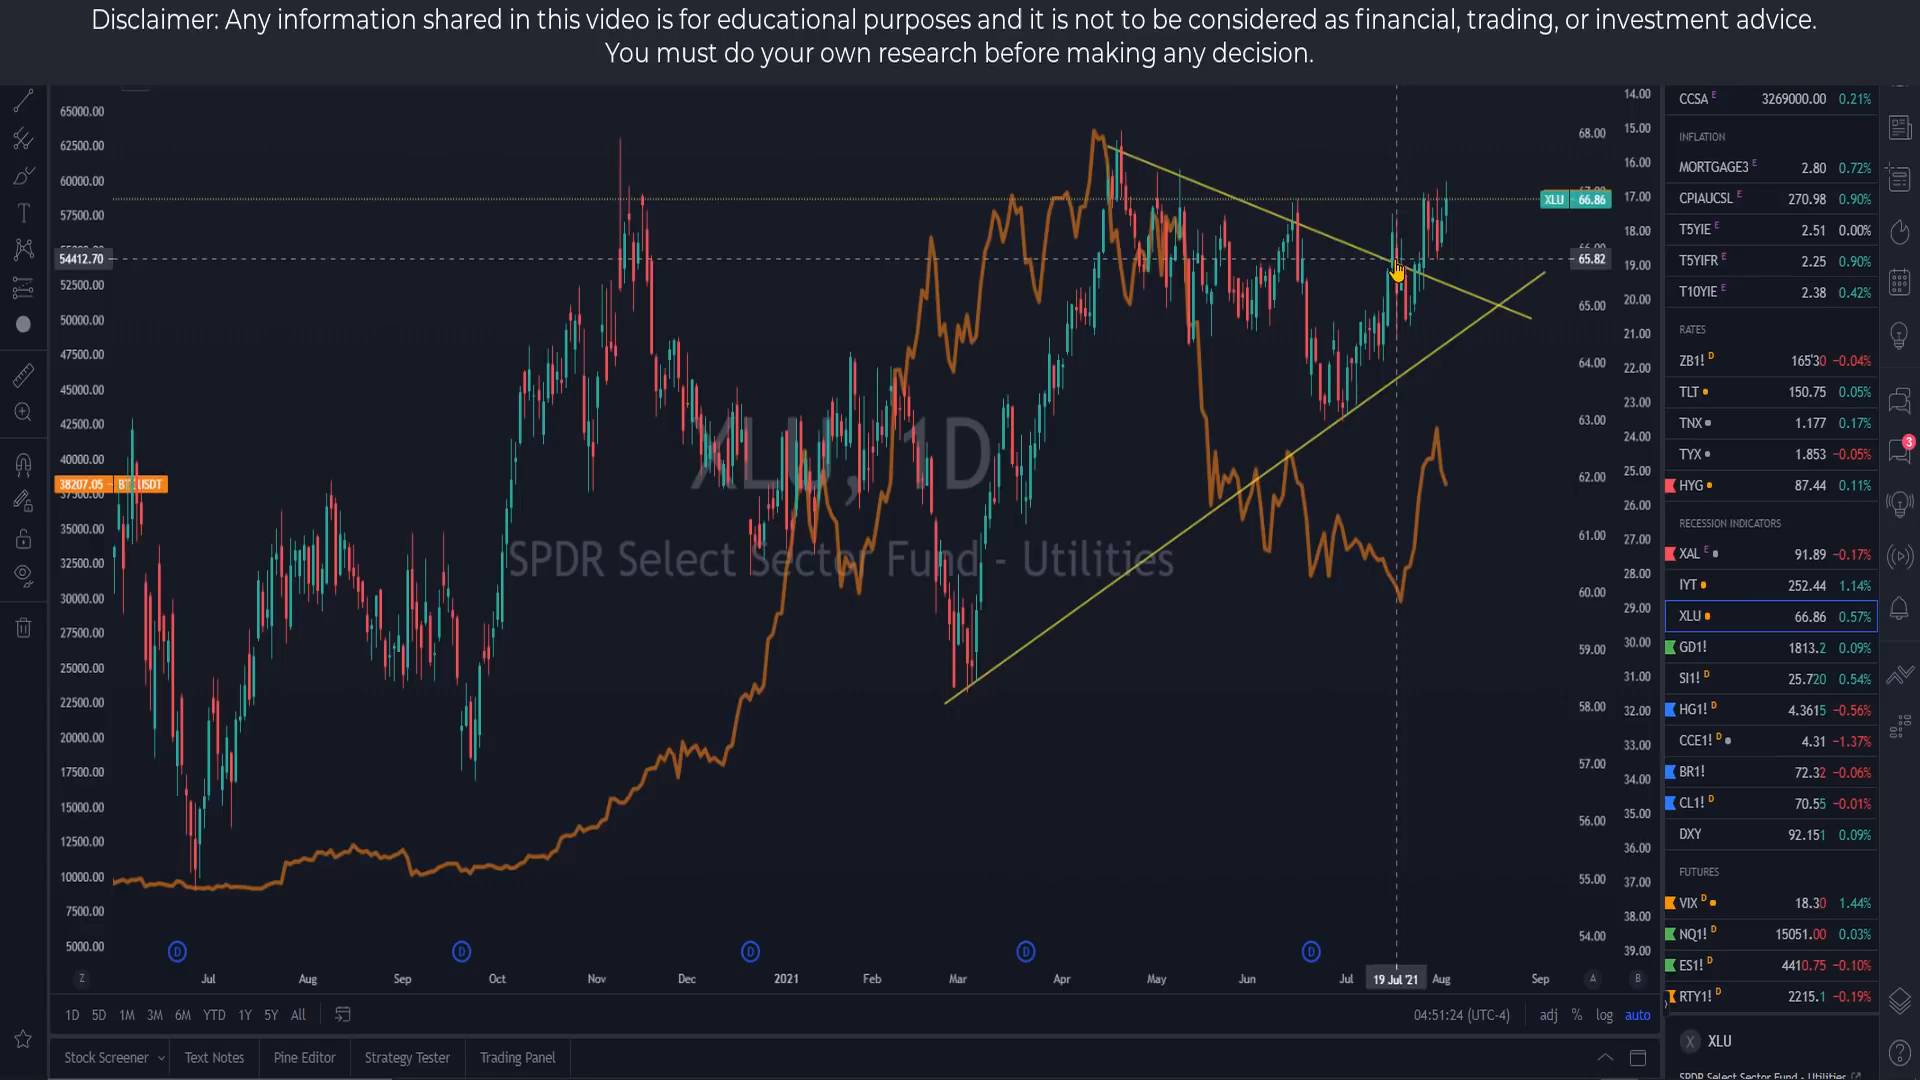 Disclaimer: Any information shared in this video is for educational purposes and it is not to be considered as financial, trading, or investment advice.
You must do your own research before making any decision.
65000.00
62500.00
60000.00
57500.00
54412.70
52500.00
50000.00
47500.00
45000.00
42500.00
40000.00
38207.05
35000.00
32500.00
30000.00
27500.00
25000.00
22500.00
20000.00
17500.00
15000.00
12500.00
10000.00
7500.00
5000.00
XLU, 1D
SPDR Select Sector Fund - Utilities
68.00
XLU 66.86
65.82
65.00
64.00
63.00
62.00
61.00
60.00
59.00
58.00
57.00
56.00
55.00
54.00
14.00
15.00
16.00
17.00
18.00
19.00
20.00
21.00
22.00
23.00
24.00
25.00
26.00
27.00
28.00
29.00
30.00
31.00
32.00
33.00
34.00
35.00
36.00
37.00
38.00
39.00
D D D D D
Z Jul Aug Sep Oct Nov Dec 2021 Feb Mar Apr May Jun Jul 19 Jul '21 Aug Sep A B
1D 5D 1M 3M 6M YTD 1Y 5Y All
04:51:24 (UTC-4) adj % log auto
Stock Screener Text Notes Pine Editor Strategy Tester Trading Panel
CCSA E 3269000.00 0.21%
INFLATION
MORTGAGE3 E 2.80 0.72%
CPIAUCSL E 270.98 0.90%
T5YIE E 2.51 0.00%
T5YIFR E 2.25 0.90%
T10YIE E 2.38 0.42%
RATES
ZB1! D 165'30 −0.04%
TLT 150.75 0.05%
TNX 1.177 0.17%
TYX 1.853 −0.05%
HYG 87.44 0.11%
RECESSION INDICATORS
XAL E 91.89 −0.17%
IYT 252.44 1.14%
XLU 66.86 0.57%
GD1! 1813.2 0.09%
SI1! D 25.720 0.54%
HG1! D 4.3615 −0.56%
CCE1! D 4.31 −1.37%
BR1! 72.32 −0.06%
CL1! D 70.55 −0.01%
DXY 92.151 0.09%
FUTURES
VIX D 18.30 1.44%
NQ1! D 15051.00 0.03%
ES1! D 4410.75 −0.10%
RTY1! D 2215.1 −0.19%
X XLU
SPDR Select Sector Fund - Utilities
3